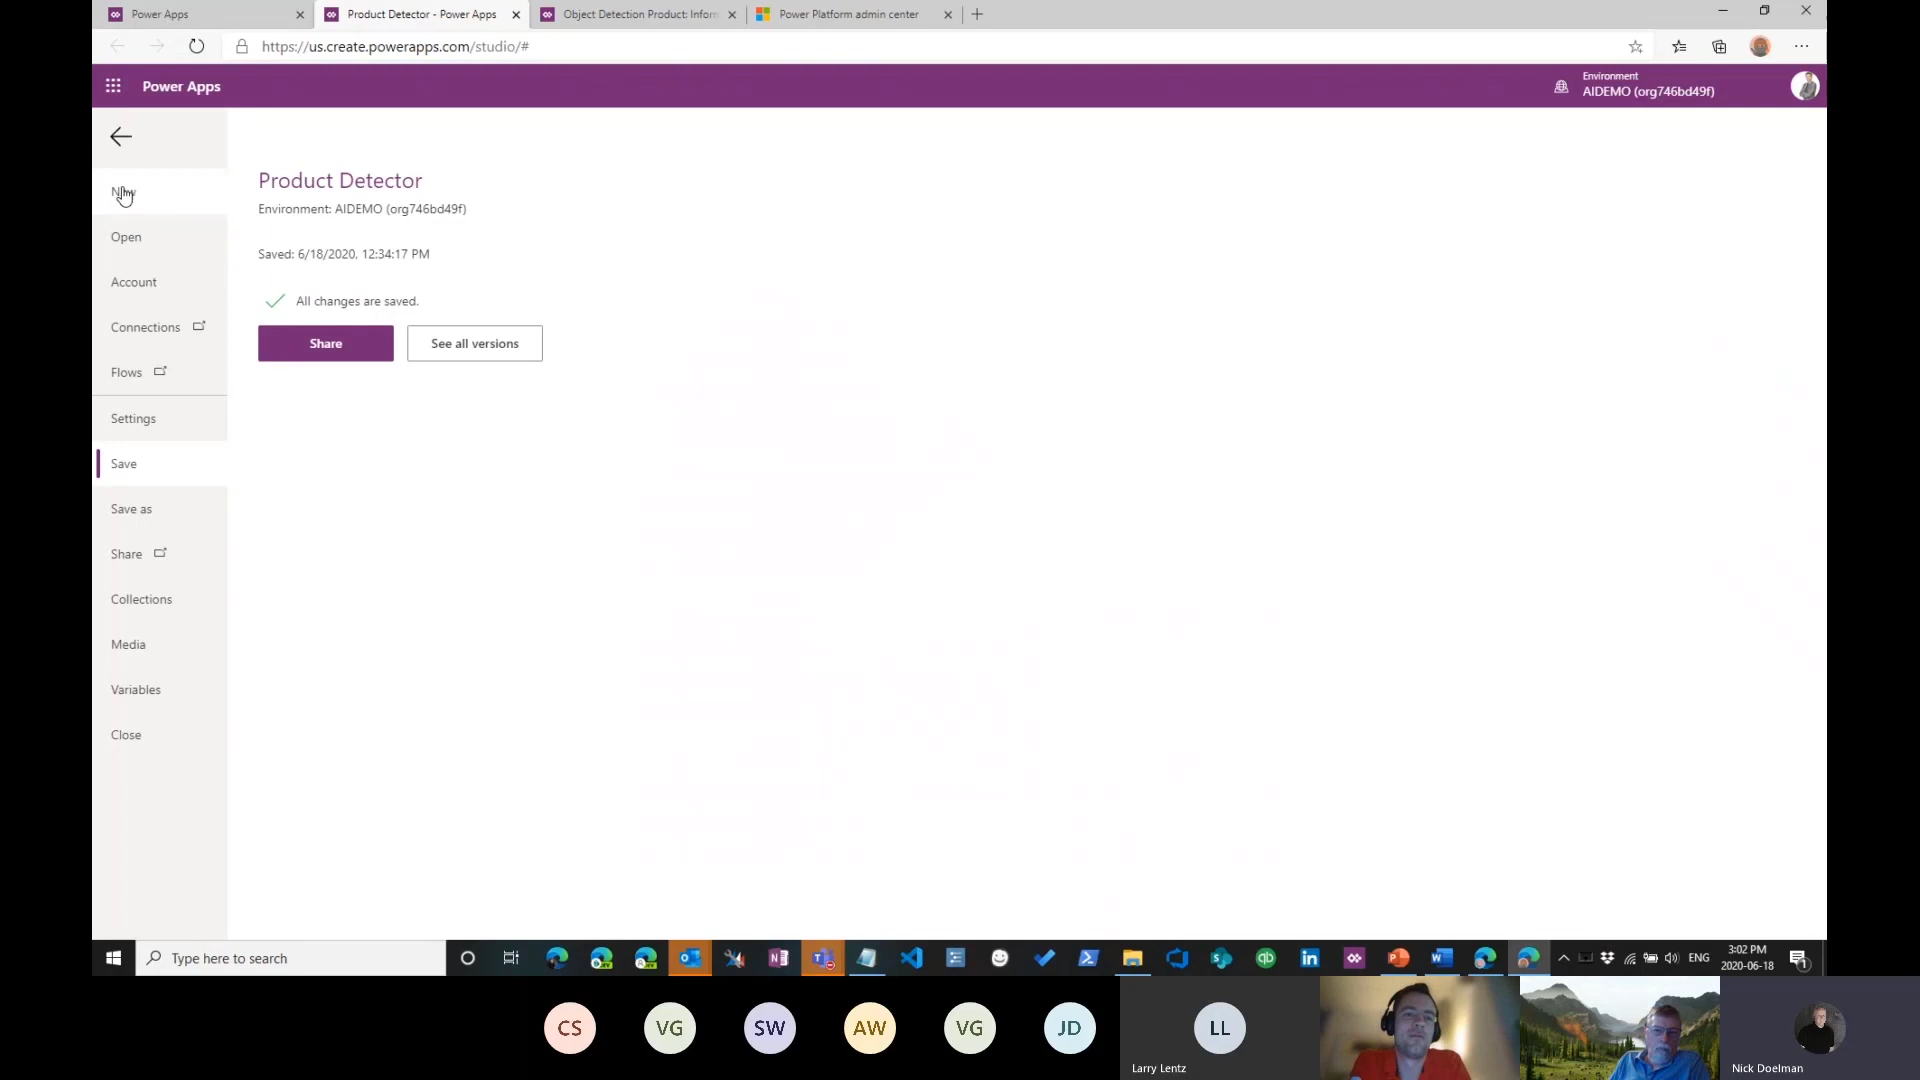 Power Apps
Product Detector - Power Apps
Object Detection Product: Inform
Power Platform admin center
https://us.create.powerapps.com/studio/#
Power Apps
Environment
AIDEMO (org746bd49f)
New
Open
Account
Connections
Flows
Settings
Save
Save as
Share
Collections
Media
Variables
Close
Product Detector
Environment: AIDEMO (org746bd49f)
Saved: 6/18/2020, 12:34:17 PM
All changes are saved.
Share
See all versions
Type here to search
ENG
3:02 PM
2020-06-18
CS
VG
SW
AW
VG
JD
LL
Larry Lentz
Nick Doelman